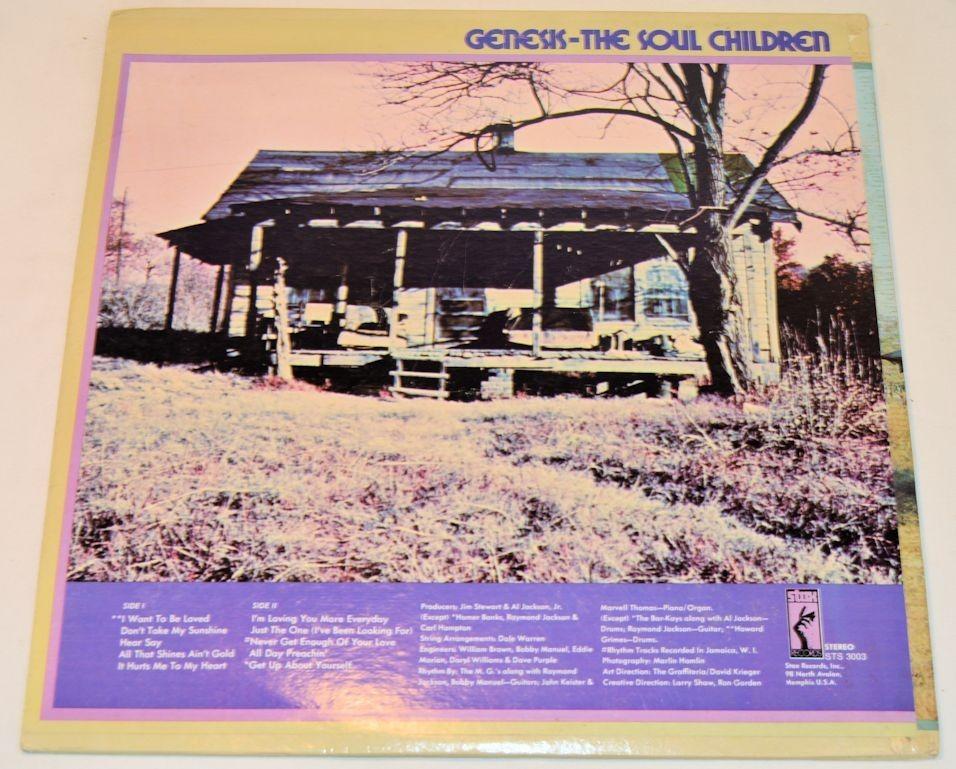 GENESIS-THE SOUL CHILDREN
SIDE I
**I Want To Be Loved
Don't Take My Sunshine
Hear Say
All That Shines Ain't Gold
It Hurts Me To My Heart
SIDE II
I'm Loving You More Everyday
Just The One (I've Been Looking For)
Never Get Enough Of Your Love
All Day Preachin'
*Get Up About Yourself
Producers: Jim Stewart & Al Jackson, Jr.
(Except) *Homer Banks, Raymond Jackson &
Carl Hampton
String Arrangements: Dale Warren
Engineers: William Brown, Bobby Manuel, Eddie
Marion, Daryl Williams & Dave Purple
Rhythm By: The M. G.'s along with Raymond
Jackson, Bobby Manuel—Guitars; John Keister &
Marvell Thomas—Piano/Organ.
(Except) *The Bar-Kays along with Al Jackson—
Drums; Raymond Jackson—Guitar; **Howard
Grimes—Drums.
#Rhythm Tracks Recorded In Jamaica, W. I.
Photography: Marlin Hamlin
Art Direction: The Graffiteria/David Krieger
Creative Direction: Larry Shaw, Ron Gorden
STAX
RECORDS
STEREO
STS 3003
Stax Records, Inc.,
98 North Avalon,
Memphis U.S.A.